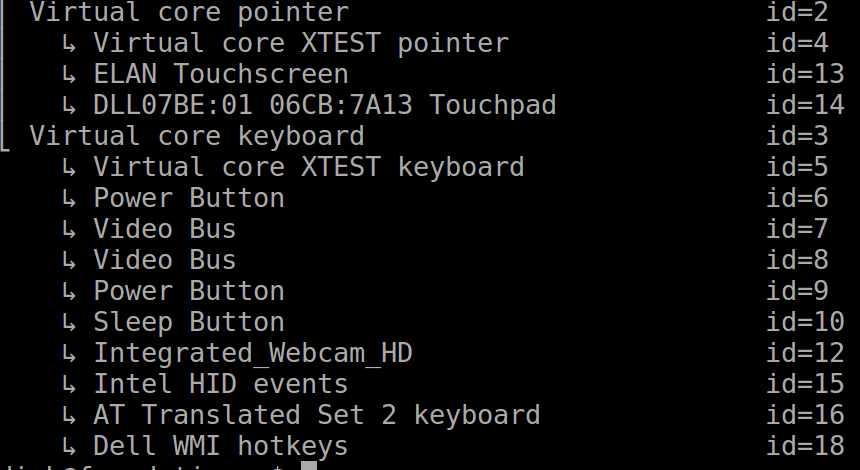 Virtual core pointer id=2
↳ Virtual core XTEST pointer id=4
↳ ELAN Touchscreen id=13
↳ DLL07BE:01 06CB:7A13 Touchpad id=14
Virtual core keyboard id=3
↳ Virtual core XTEST keyboard id=5
↳ Power Button id=6
↳ Video Bus id=7
↳ Video Bus id=8
↳ Power Button id=9
↳ Sleep Button id=10
↳ Integrated_Webcam_HD id=12
↳ Intel HID events id=15
↳ AT Translated Set 2 keyboard id=16
↳ Dell WMI hotkeys id=18